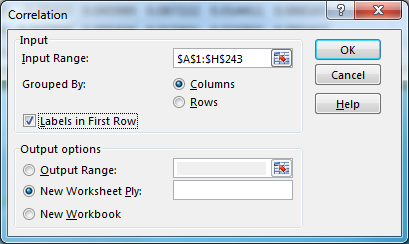 Correlation
Input
Input Range: $A$1:$H$243
Grouped By: Columns
Rows
Labels in First Row
Output options
Output Range:
New Worksheet Ply:
New Workbook
OK
Cancel
Help